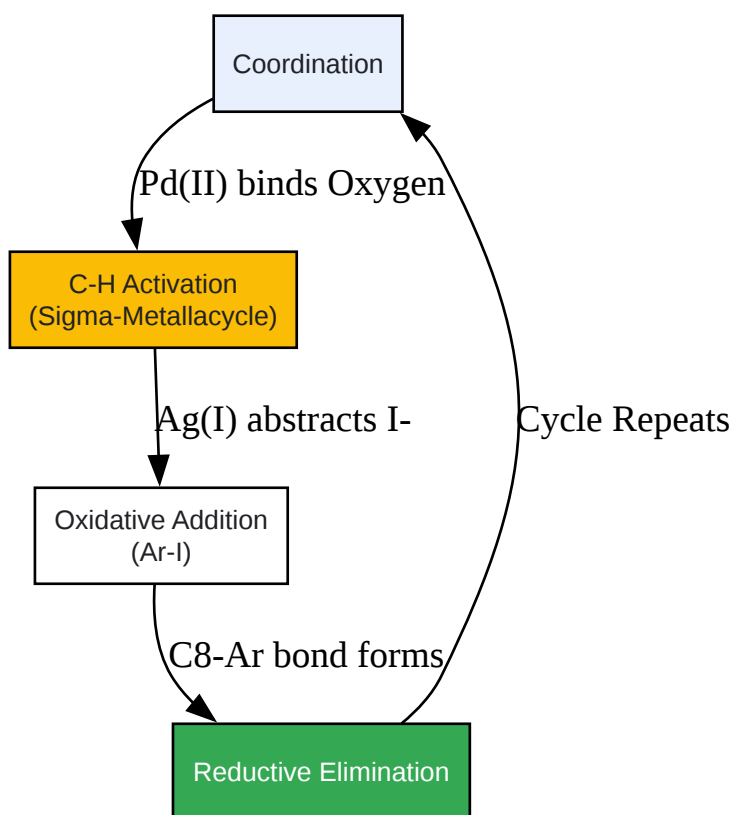 Coordination
Pd(II) binds Oxygen
C-H Activation
(Sigma-Metallacycle)
Ag(I) abstracts I-
Cycle Repeats
Oxidative Addition
(Ar-I)
C8-Ar bond forms
Reductive Elimination